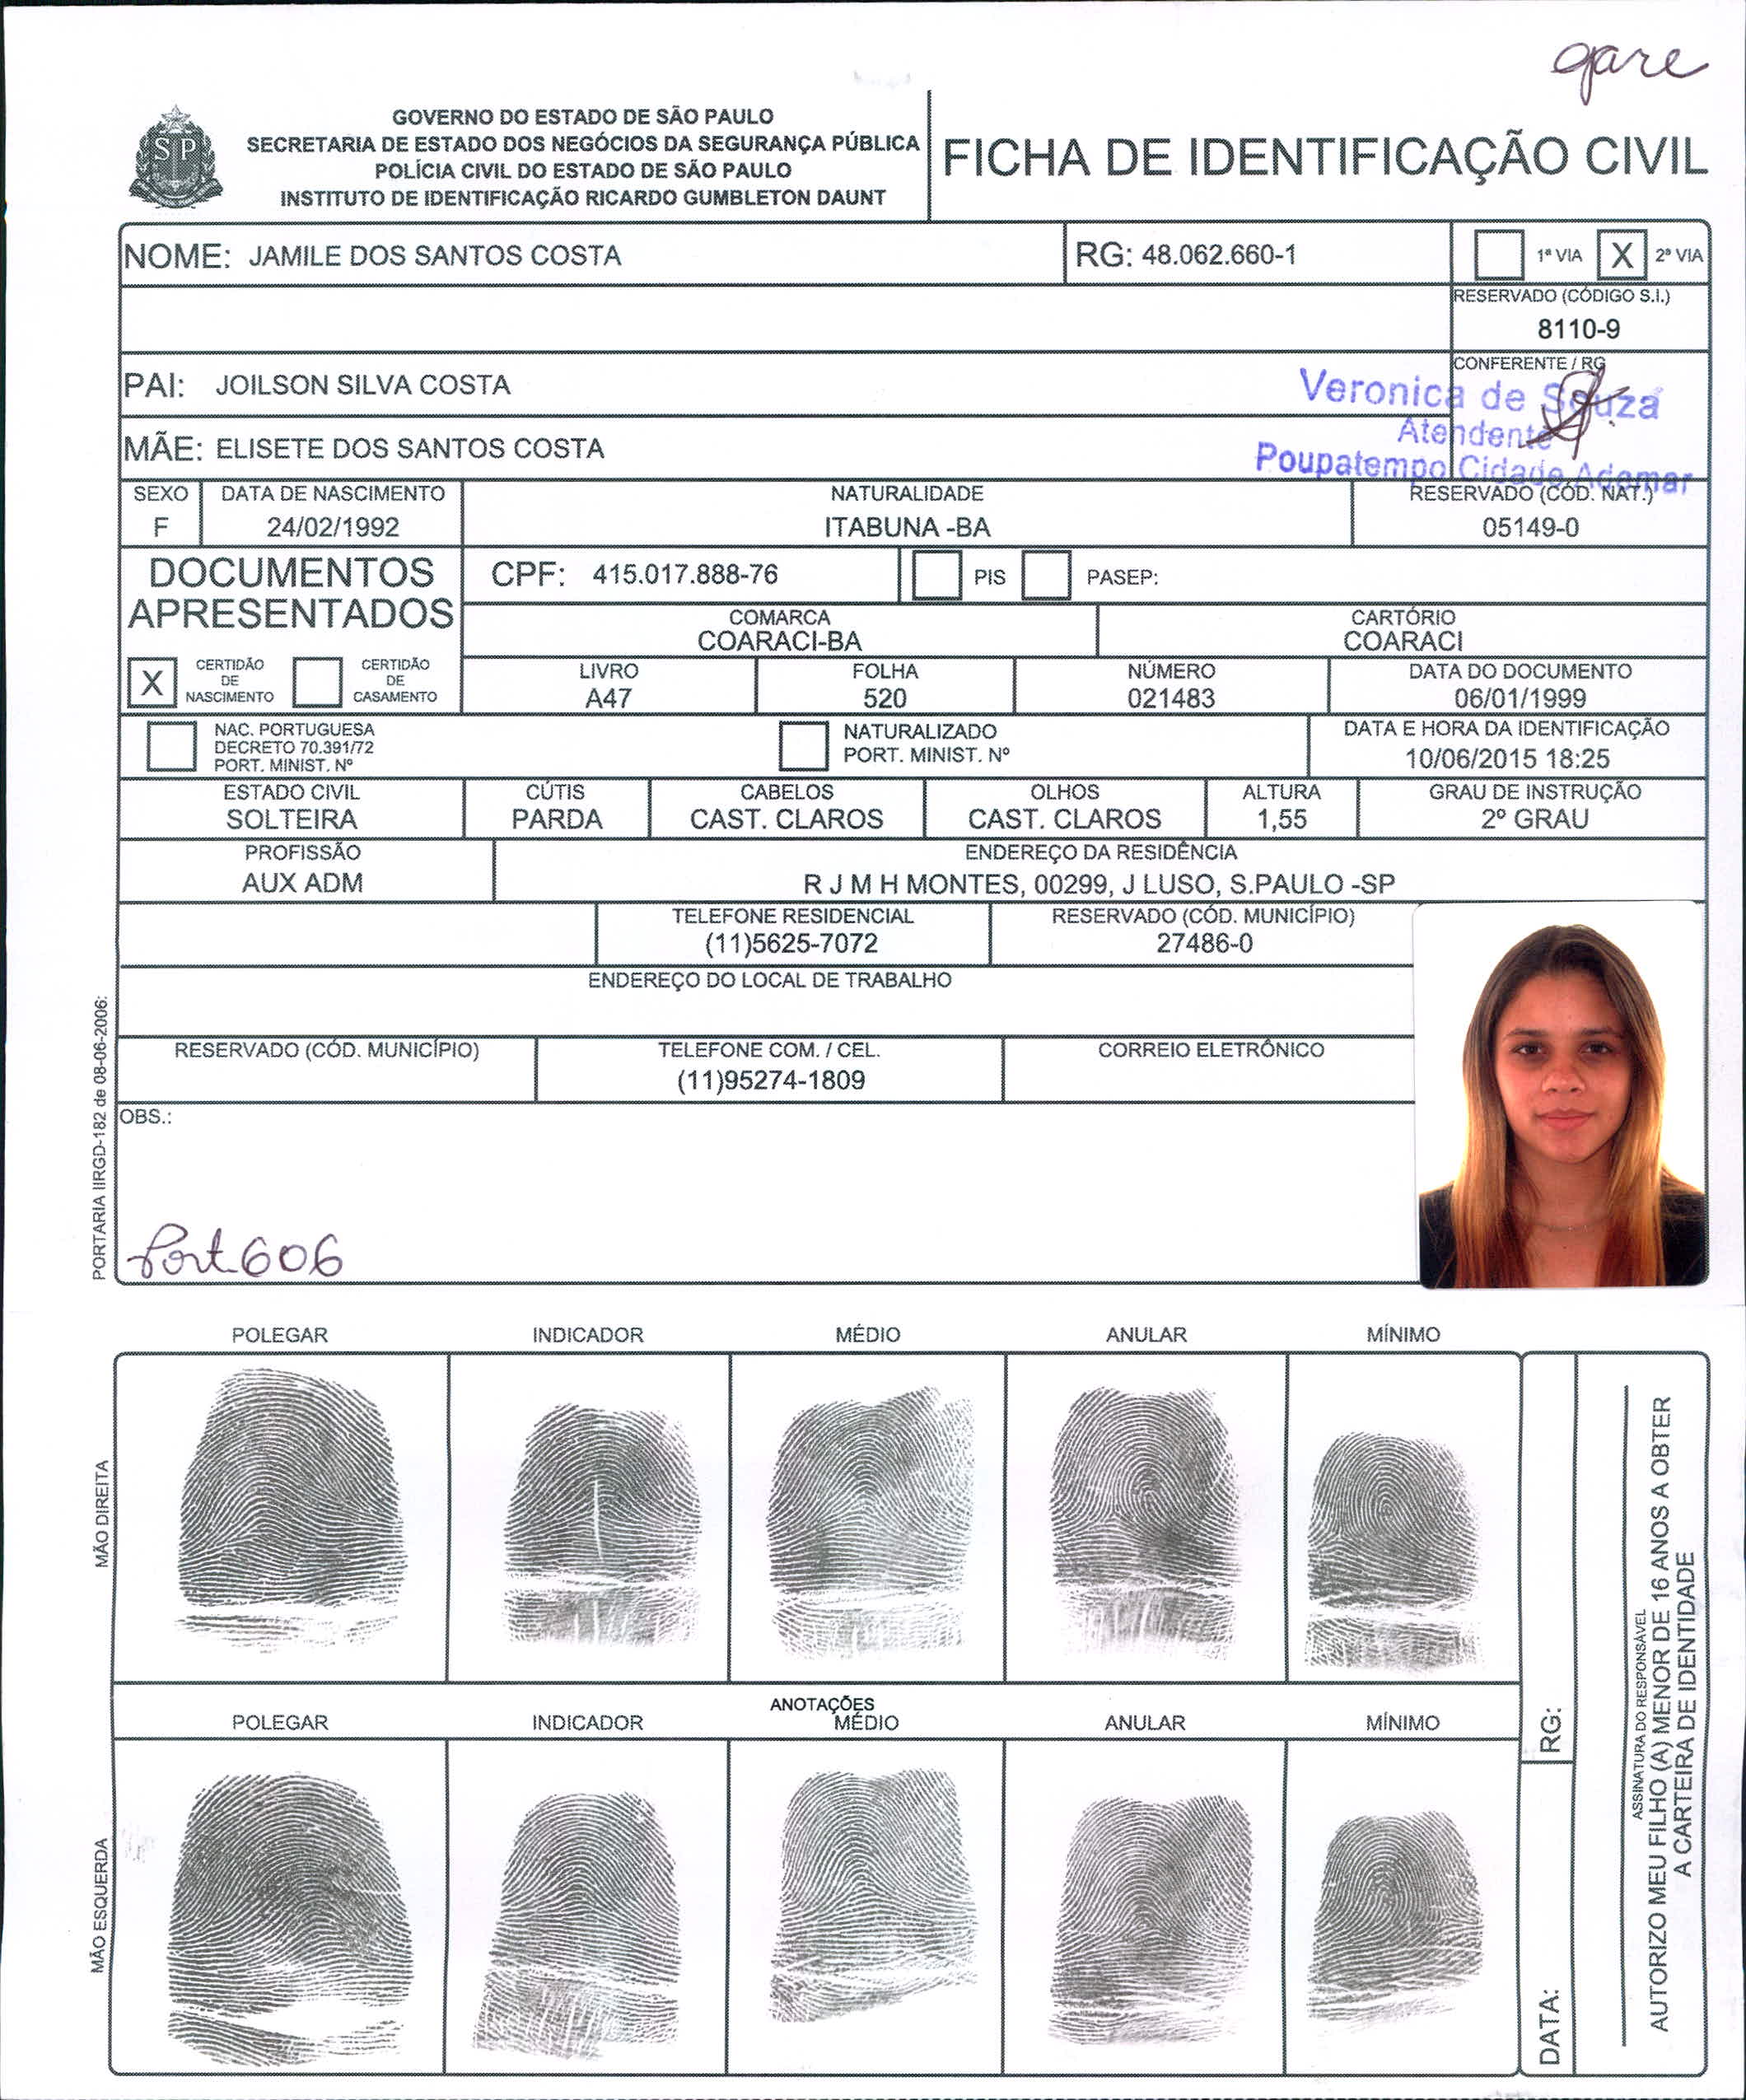 gare
GOVERNO DO ESTADO DE SÃO PAULO
SECRETARIA DE ESTADO DOS NEGÓCIOS DA SEGURANÇA PÚBLICA
POLÍCIA CIVIL DO ESTADO DE SÃO PAULO
INSTITUTO DE IDENTIFICAÇÃO RICARDO GUMBLETON DAUNT
SP
FICHA DE IDENTIFICAÇÃO CIVIL
NOME: JAMILE DOS SANTOS COSTA
RG: 48.062.660-1
1ª VIA X 2ª VIA
RESERVADO (CÓDIGO S.I.)
8110-9
PAI: JOILSON SILVA COSTA
CONFERENTE / RG
Veronica de Souza
Atendente
Poupatempo Cidade Ademar
MÃE: ELISETE DOS SANTOS COSTA
SEXO DATA DE NASCIMENTO NATURALIDADE RESERVADO (CÓD. NAT.)
F 24/02/1992 ITABUNA -BA 05149-0
DOCUMENTOS
APRESENTADOS
CPF: 415.017.888-76 PIS PASEP:
COMARCA CARTÓRIO
COARACI-BA COARACI
X CERTIDÃO DE NASCIMENTO CERTIDÃO DE CASAMENTO
LIVRO FOLHA NÚMERO DATA DO DOCUMENTO
A47 520 021483 06/01/1999
NAC. PORTUGUESA
DECRETO 70.391/72
PORT. MINIST. Nº
NATURALIZADO
PORT. MINIST. Nº
DATA E HORA DA IDENTIFICAÇÃO
10/06/2015 18:25
ESTADO CIVIL CÚTIS CABELOS OLHOS ALTURA GRAU DE INSTRUÇÃO
SOLTEIRA PARDA CAST. CLAROS CAST. CLAROS 1,55 2º GRAU
PROFISSÃO ENDEREÇO DA RESIDÊNCIA
AUX ADM R J M H MONTES, 00299, J LUSO, S.PAULO -SP
TELEFONE RESIDENCIAL RESERVADO (CÓD. MUNICÍPIO)
(11)5625-7072 27486-0
ENDEREÇO DO LOCAL DE TRABALHO
RESERVADO (CÓD. MUNICÍPIO) TELEFONE COM. / CEL. CORREIO ELETRÔNICO
(11)95274-1809
OBS.:
Port 606
PORTARIA IIRGD-182 de 08-06-2006:
POLEGAR INDICADOR MÉDIO ANULAR MÍNIMO
MÃO DIREITA
ANOTAÇÕES
POLEGAR INDICADOR MÉDIO ANULAR MÍNIMO
MÃO ESQUERDA
RG:
DATA:
ASSINATURA DO RESPONSÁVEL
AUTORIZO MEU FILHO (A) MENOR DE 16 ANOS A OBTER
A CARTEIRA DE IDENTIDADE